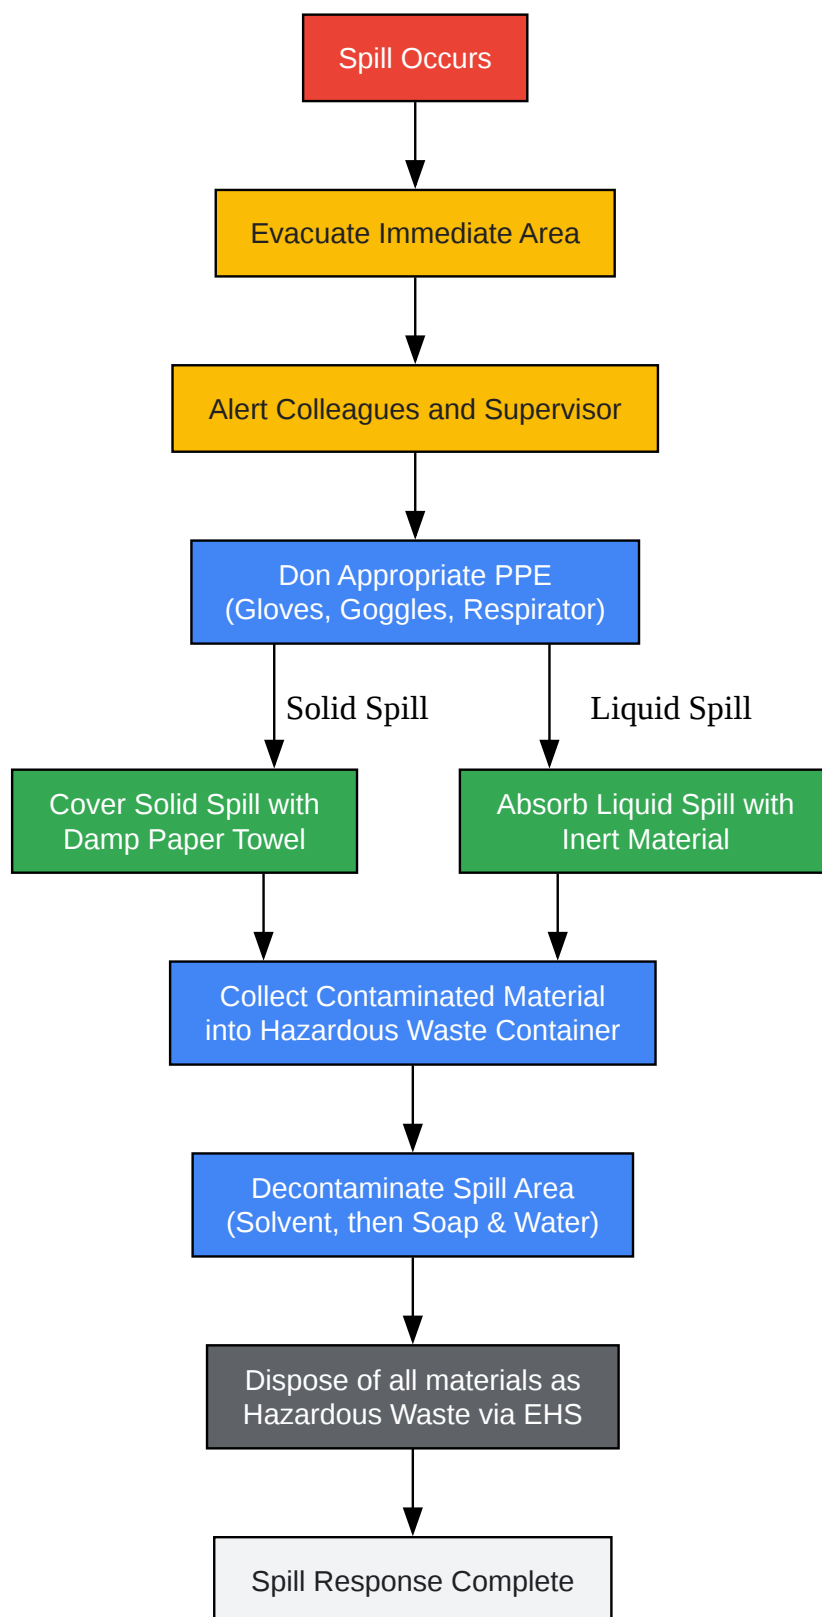 Spill Occurs
Evacuate Immediate Area
Alert Colleagues and Supervisor
Don Appropriate PPE
(Gloves, Goggles, Respirator)
Solid Spill
Liquid Spill
Cover Solid Spill with
Damp Paper Towel
Absorb Liquid Spill with
Inert Material
Collect Contaminated Material
into Hazardous Waste Container
Decontaminate Spill Area
(Solvent, then Soap & Water)
Dispose of all materials as
Hazardous Waste via EHS
Spill Response Complete